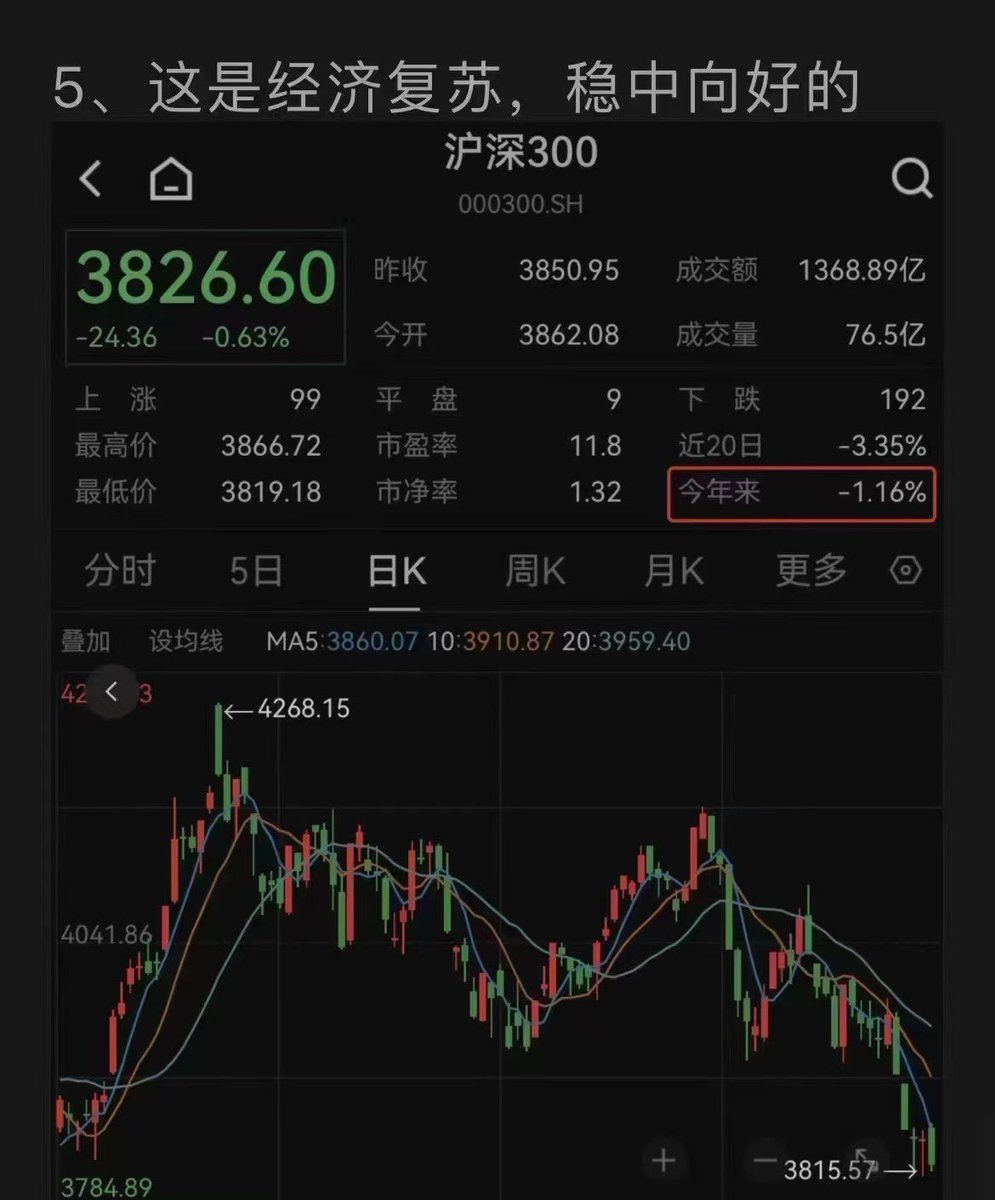 5、这是经济复苏，稳中向好的
沪深300
000300.SH
3826.60
-24.36 -0.63%
昨收 3850.95 成交额 1368.89亿
今开 3862.08 成交量 76.5亿
上涨 99 平盘 9 下跌 192
最高价 3866.72 市盈率 11.8 近20日 -3.35%
最低价 3819.18 市净率 1.32 今年来 -1.16%
分时 5日 日K 周K 月K 更多
叠加 设均线 MA5:3860.07 10:3910.87 20:3959.40
4268.15
4041.86
3815.57
3784.89